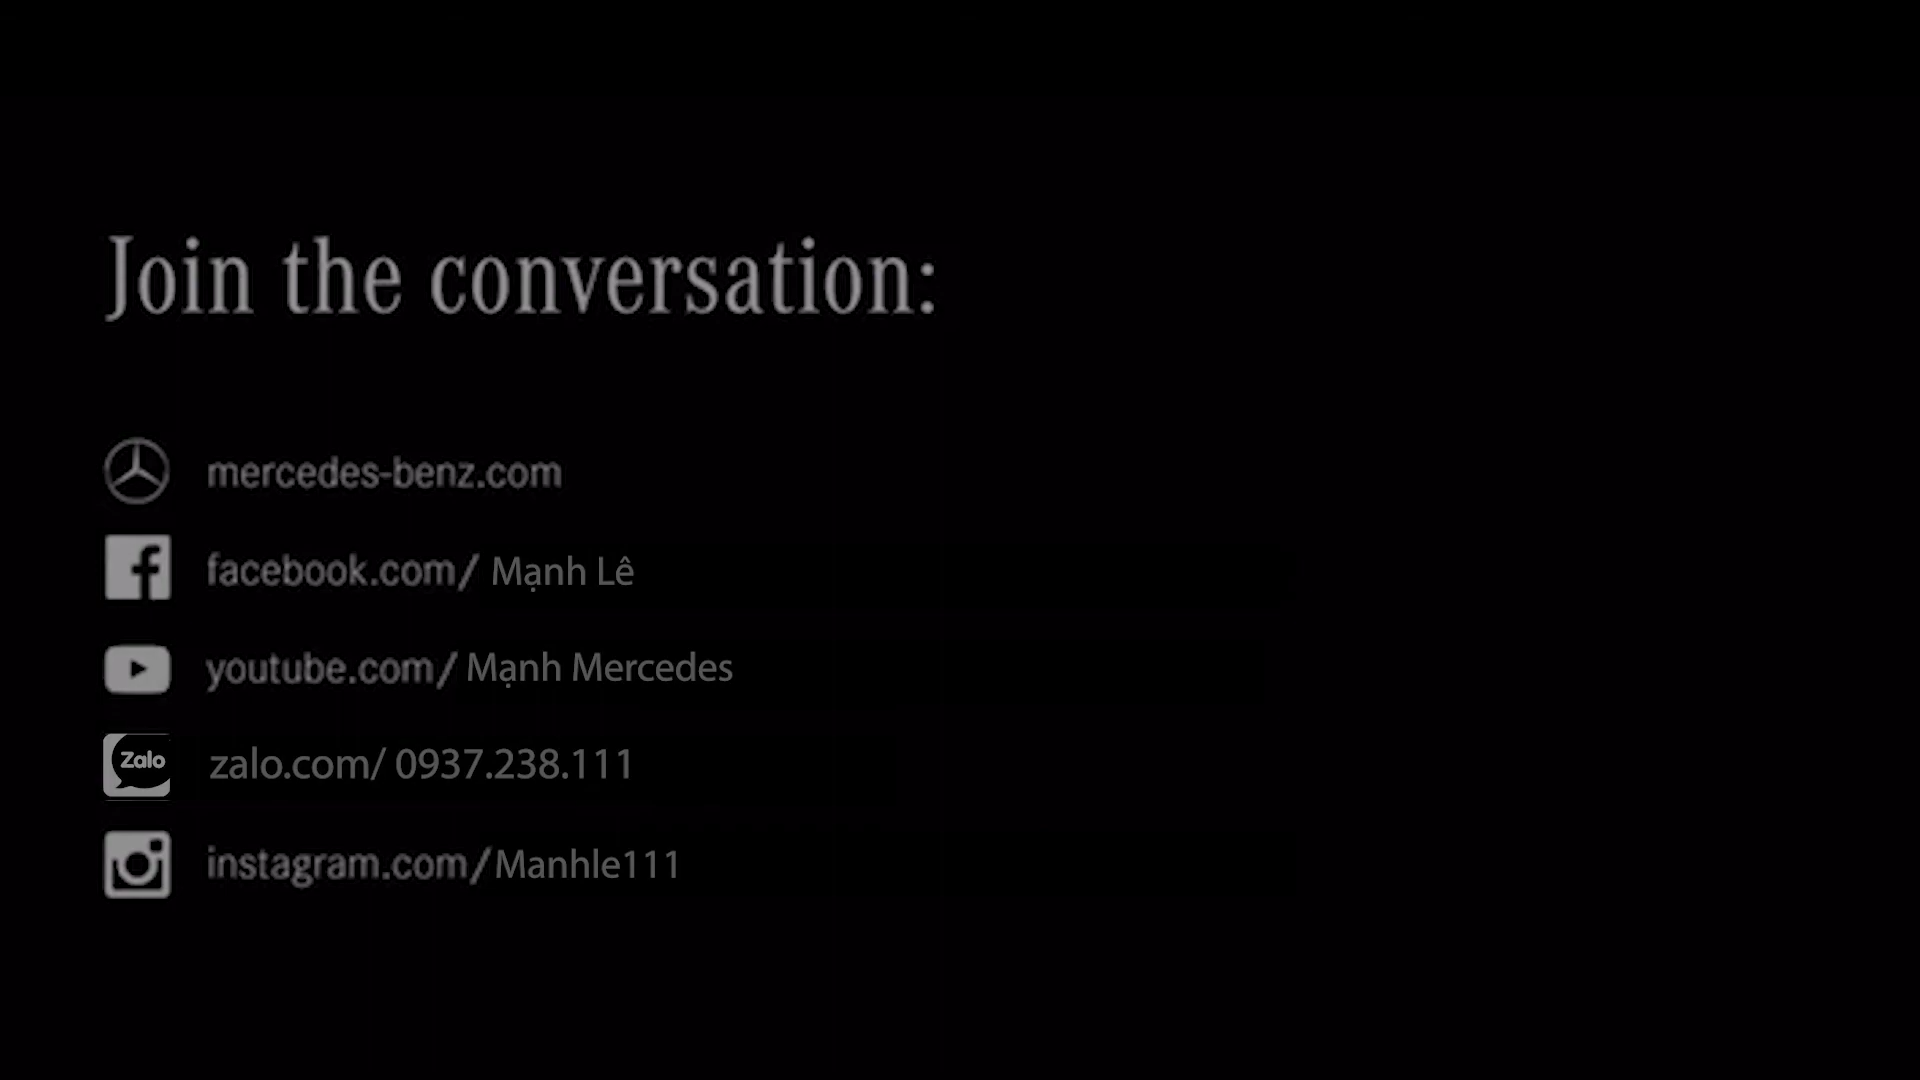 Join the conversation:
mercedes-benz.com
facebook.com/ Mạnh Lê
youtube.com/ Mạnh Mercedes
Zalo zalo.com/ 0937.238.111
instagram.com/Manhle111